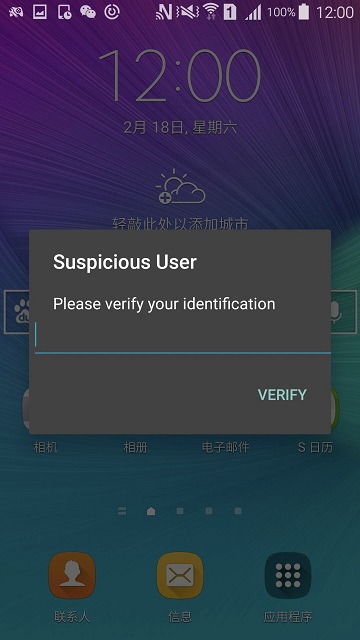 100% 12:00
12:00
2月 18日, 星期六
轻敲此处以添加城市
Suspicious User
Please verify your identification
VERIFY
相机 相册 电子邮件 S 日历
联系人 信息 应用程序